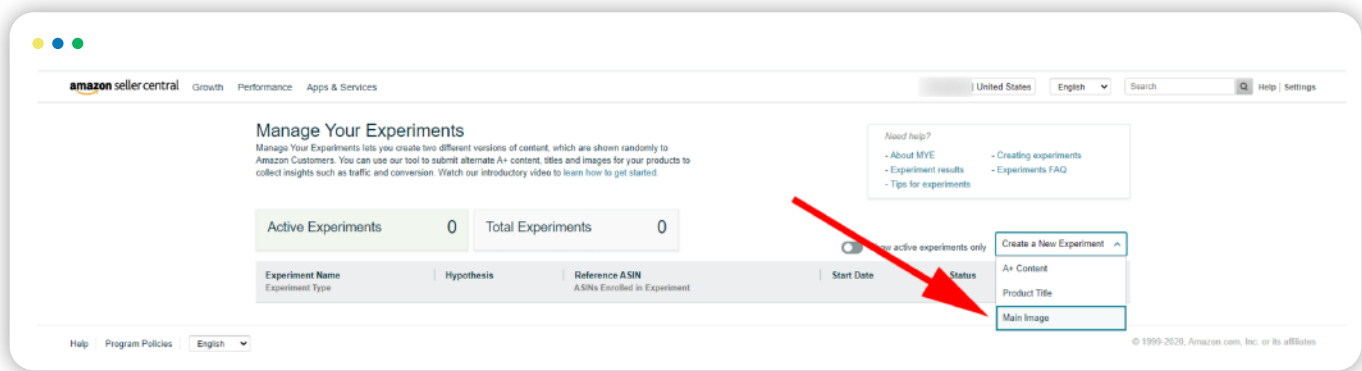 amazon seller central Growth Performance Apps & Services | United States English Search Help | Settings
Manage Your Experiments
Manage Your Experiments lets you create two different versions of content, which are shown randomly to
Amazon Customers. You can use our tool to submit alternate A+ content, titles and images for your products to
collect insights such as traffic and conversion. Watch our introductory video to learn how to get started.
Need help?
- About MYE - Creating experiments
- Experiment results - Experiments FAQ
- Tips for experiments
Active Experiments 0 Total Experiments 0
active experiments only Create a New Experiment
Experiment Name Hypothesis Reference ASIN Start Date Status
Experiment Type ASINs Enrolled in Experiment
A+ Content
Product Title
Main Image
Help Program Policies English © 1999-2020, Amazon.com, Inc. or its affiliates